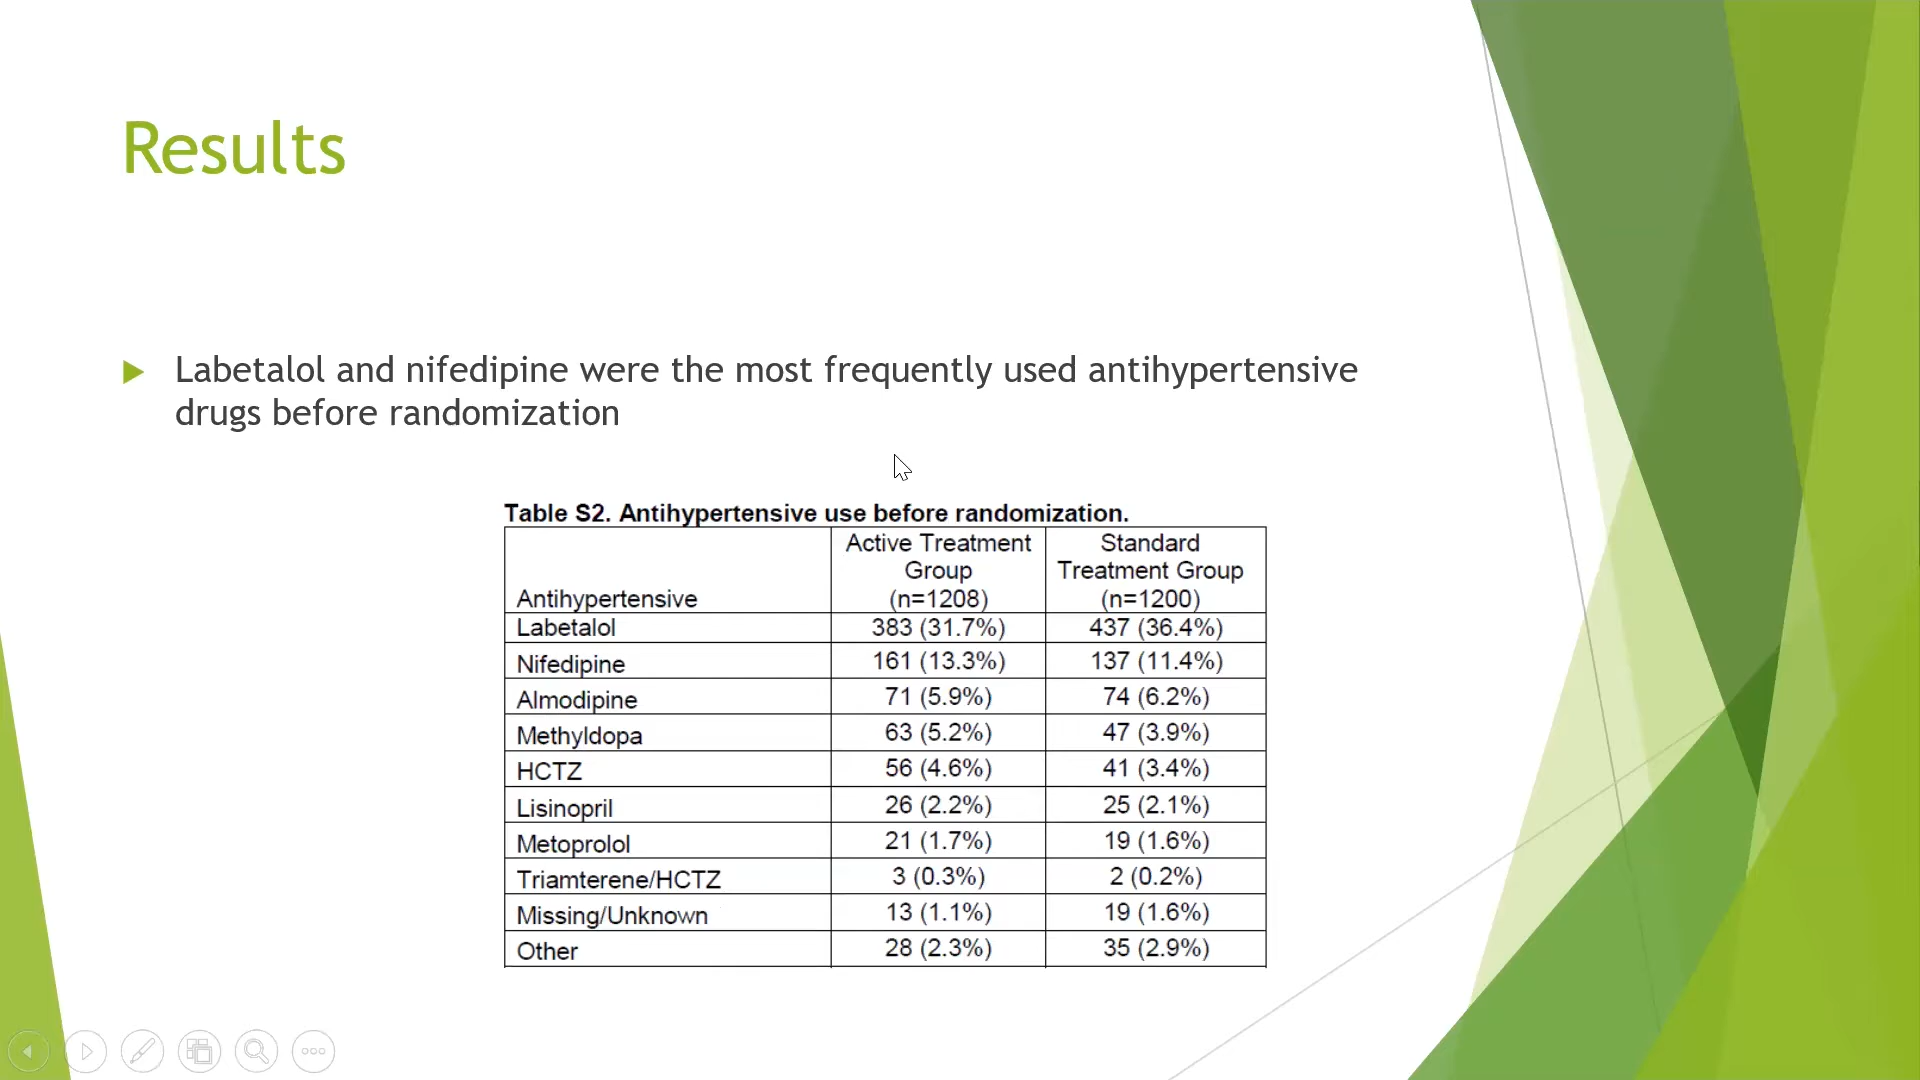 Results
Labetalol and nifedipine were the most frequently used antihypertensive
drugs before randomization
Table S2. Antihypertensive use before randomization.
Antihypertensive Active Treatment Group (n=1208) Standard Treatment Group (n=1200)
Labetalol 383 (31.7%) 437 (36.4%)
Nifedipine 161 (13.3%) 137 (11.4%)
Almodipine 71 (5.9%) 74 (6.2%)
Methyldopa 63 (5.2%) 47 (3.9%)
HCTZ 56 (4.6%) 41 (3.4%)
Lisinopril 26 (2.2%) 25 (2.1%)
Metoprolol 21 (1.7%) 19 (1.6%)
Triamterene/HCTZ 3 (0.3%) 2 (0.2%)
Missing/Unknown 13 (1.1%) 19 (1.6%)
Other 28 (2.3%) 35 (2.9%)